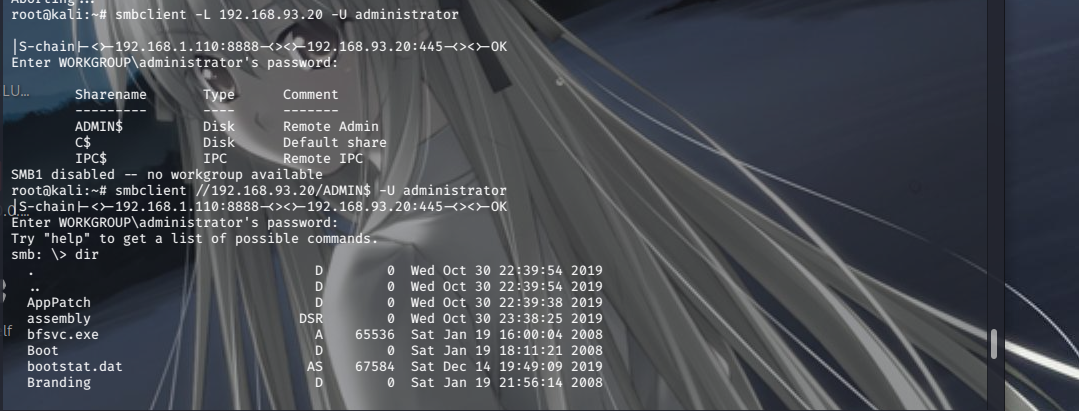 Aborting...
root@kali:~# smbclient -L 192.168.93.20 -U administrator
|S-chain|-<>-192.168.1.110:8888-<><>-192.168.93.20:445-<><>-OK
Enter WORKGROUP\administrator's password:
Sharename Type Comment
--------- ---- -------
ADMIN$ Disk Remote Admin
C$ Disk Default share
IPC$ IPC Remote IPC
SMB1 disabled -- no workgroup available
root@kali:~# smbclient //192.168.93.20/ADMIN$ -U administrator
|S-chain|-<>-192.168.1.110:8888-<><>-192.168.93.20:445-<><>-OK
Enter WORKGROUP\administrator's password:
Try "help" to get a list of possible commands.
smb: \> dir
. D 0 Wed Oct 30 22:39:54 2019
.. D 0 Wed Oct 30 22:39:54 2019
AppPatch D 0 Wed Oct 30 22:39:38 2019
assembly DSR 0 Wed Oct 30 23:38:25 2019
bfsvc.exe A 65536 Sat Jan 19 16:00:04 2008
Boot D 0 Sat Jan 19 18:11:21 2008
bootstat.dat AS 67584 Sat Dec 14 19:49:09 2019
Branding D 0 Sat Jan 19 21:56:14 2008